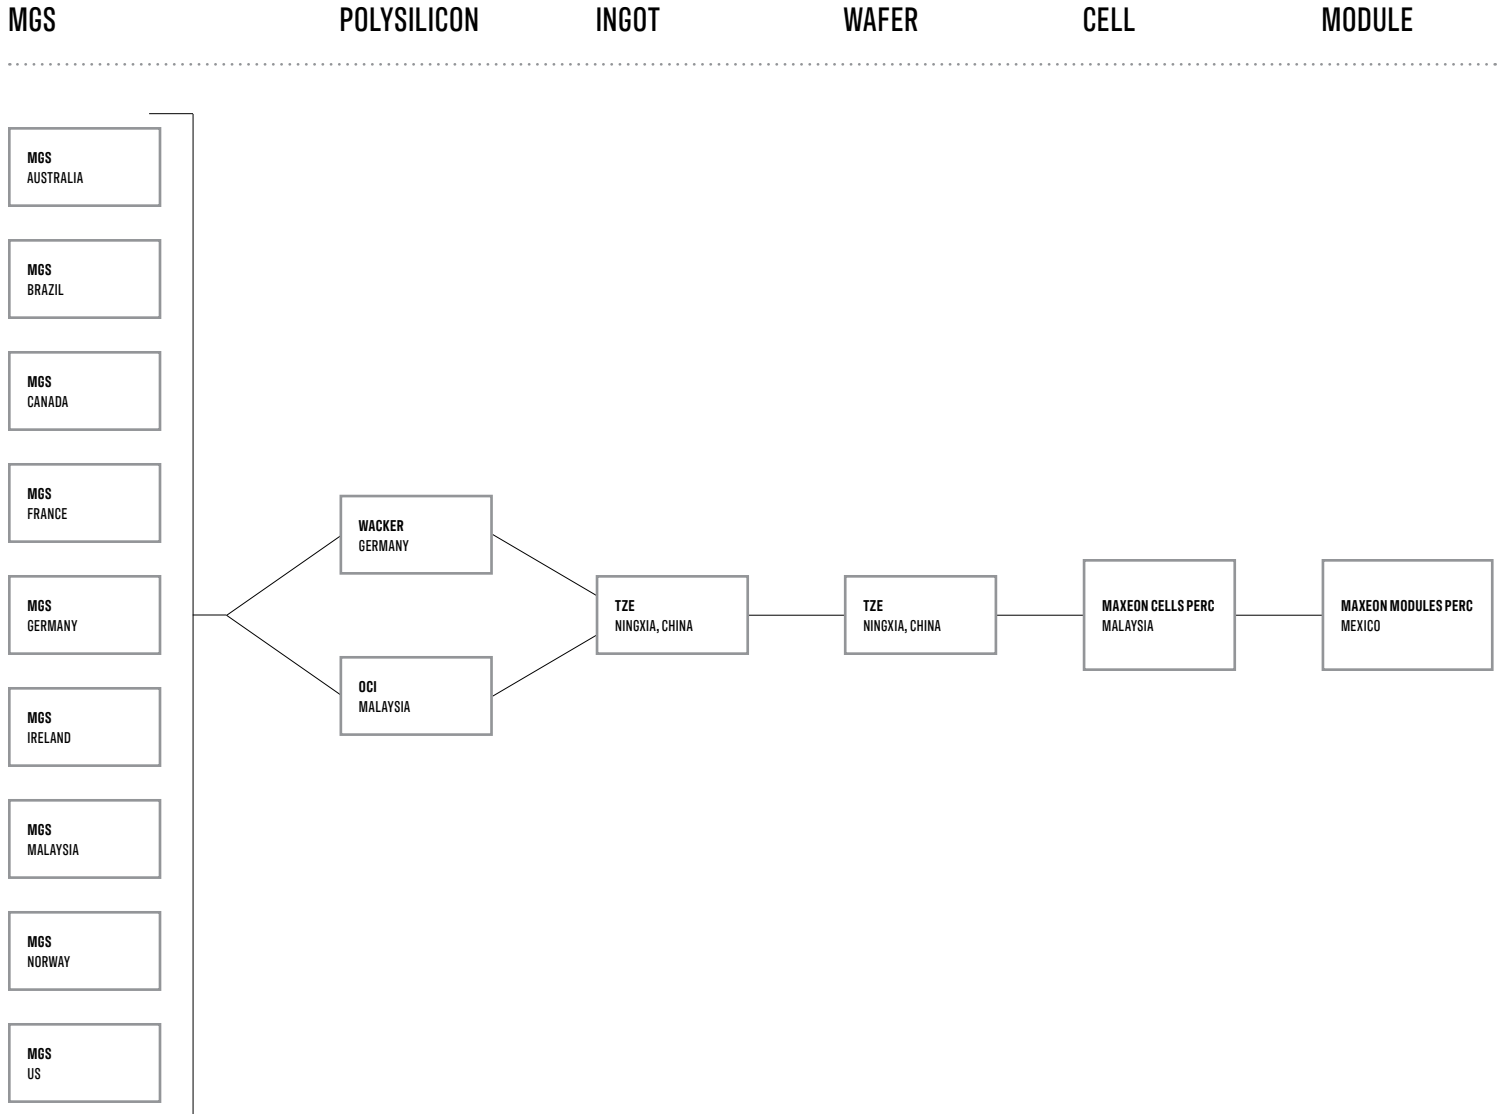 MGS
POLYSILICON
INGOT
WAFER
CELL
MODULE
MGS
AUSTRALIA
MGS
BRAZIL
MGS
CANADA
MGS
FRANCE
MGS
GERMANY
MGS
IRELAND
MGS
MALAYSIA
MGS
NORWAY
MGS
US
WACKER
GERMANY
OCI
MALAYSIA
TZE
NINGXIA, CHINA
TZE
NINGXIA, CHINA
MAXEON CELLS PERC
MALAYSIA
MAXEON MODULES PERC
MEXICO